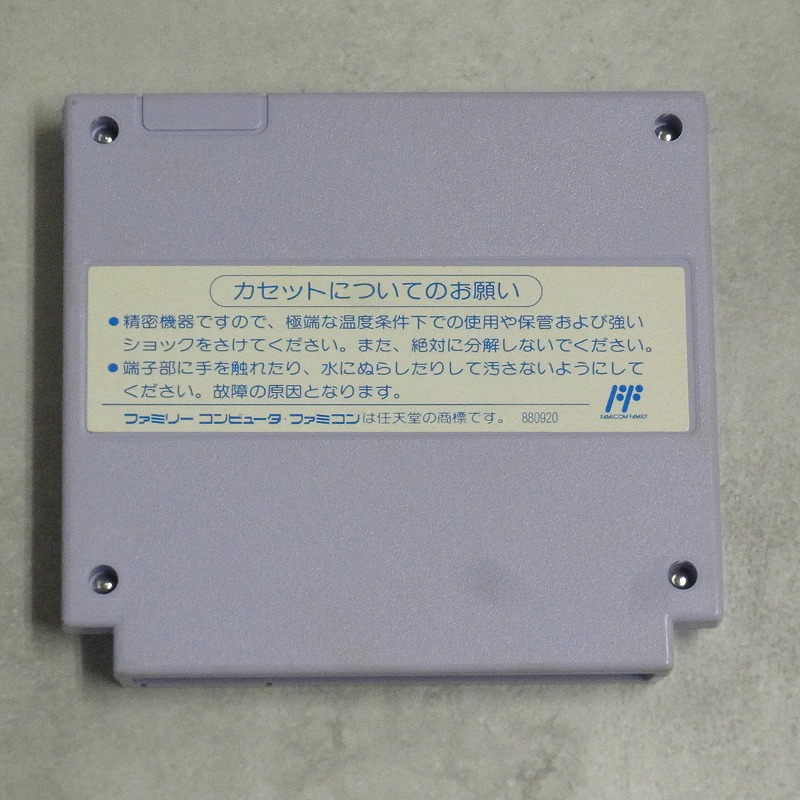 カセットについてのお願い
●精密機器ですので、極端な温度条件下での使用や保管および強い
ショックをさけてください。また、絶対に分解しないでください。
●端子部に手を触れたり、水にぬらしたりして汚さないようにして
ください。故障の原因となります。
ファミリー コンピュータ・ファミコンは任天堂の商標です。 880920
FAMICOM FAMILY